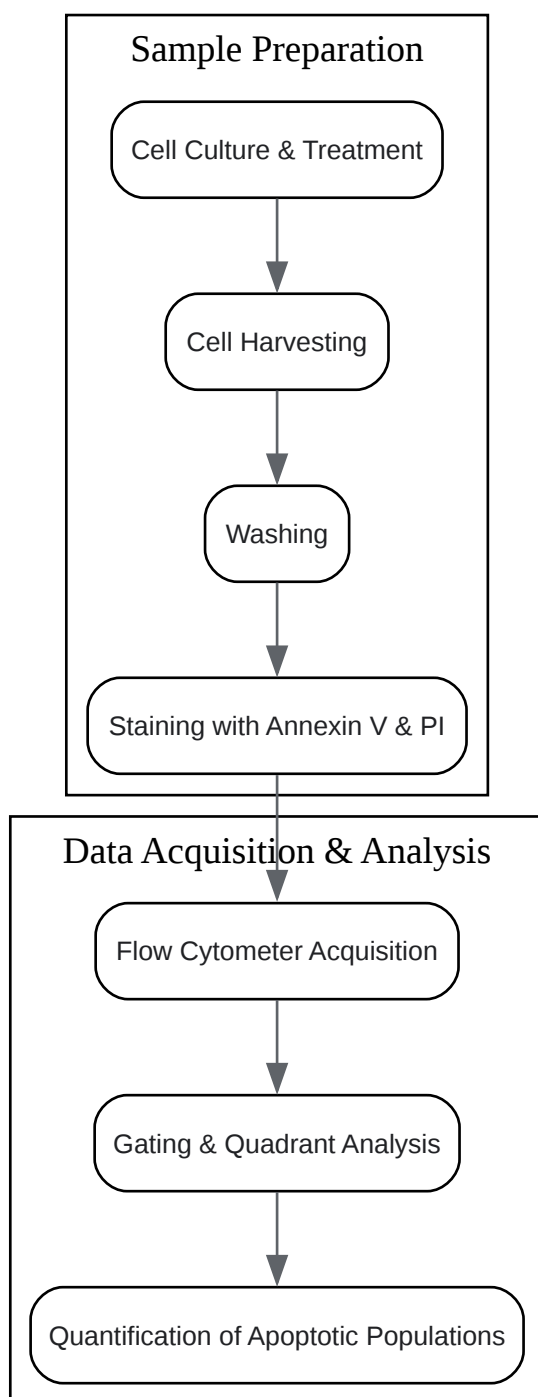 Sample Preparation
Cell Culture & Treatment
Cell Harvesting
Washing
Staining with Annexin V & PI
Data Acquisition & Analysis
Flow Cytometer Acquisition
Gating & Quadrant Analysis
Quantification of Apoptotic Populations